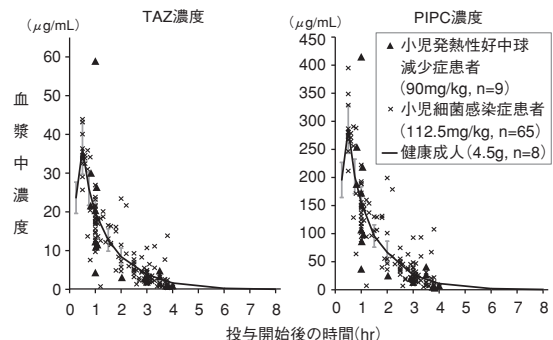 TAZ濃度
(μg/mL)
70
60
50
40
30
20
10
0
0 1 2 3 4 5 6 7 8
血漿中濃度
PIPC濃度
(μg/mL)
450
400
350
300
250
200
150
100
50
0
0 1 2 3 4 5 6 7 8
▲ 小児発熱性好中球
減少症患者
(90mg/kg, n=9)
× 小児細菌感染症患者
(112.5mg/kg, n=65)
健康成人(4.5g, n=8)
投与開始後の時間(hr)